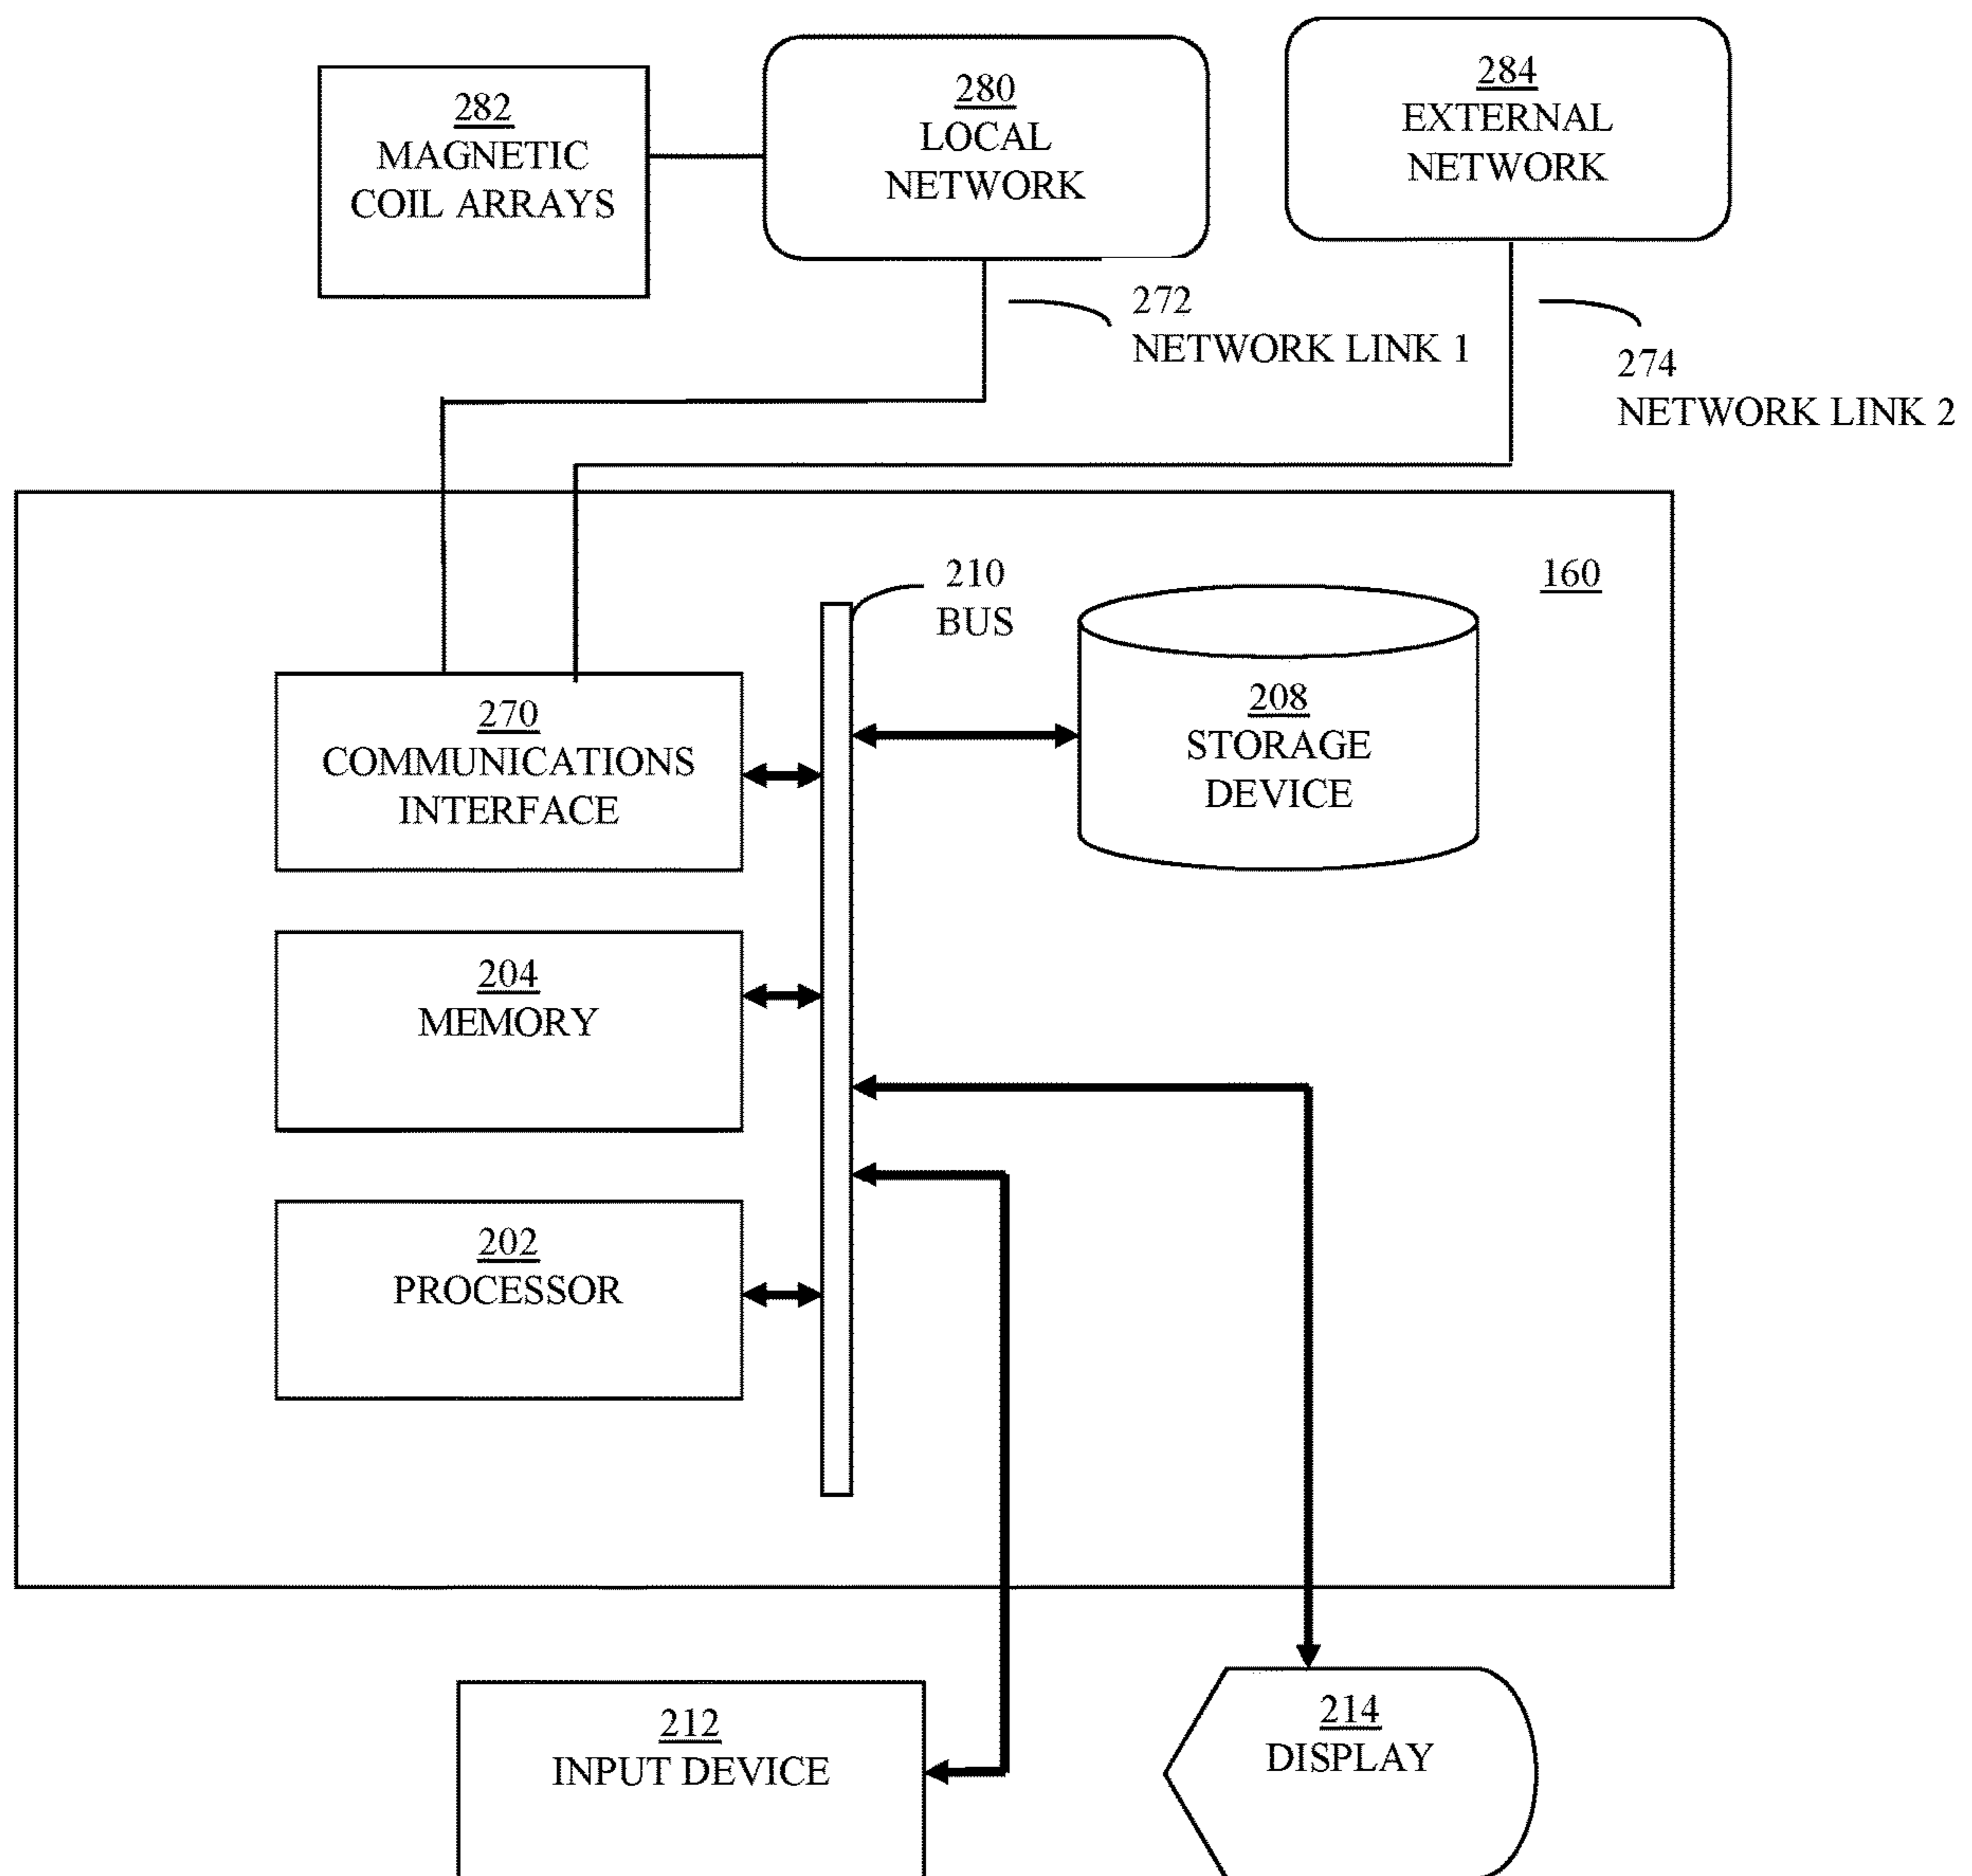 282
MAGNETIC
COIL ARRAYS
280
LOCAL
NETWORK
284
EXTERNAL
NETWORK
272
NETWORK LINK 1
274
NETWORK LINK 2
160
210
BUS
270
COMMUNICATIONS
INTERFACE
208
STORAGE
DEVICE
204
MEMORY
202
PROCESSOR
212
INPUT DEVICE
214
DISPLAY